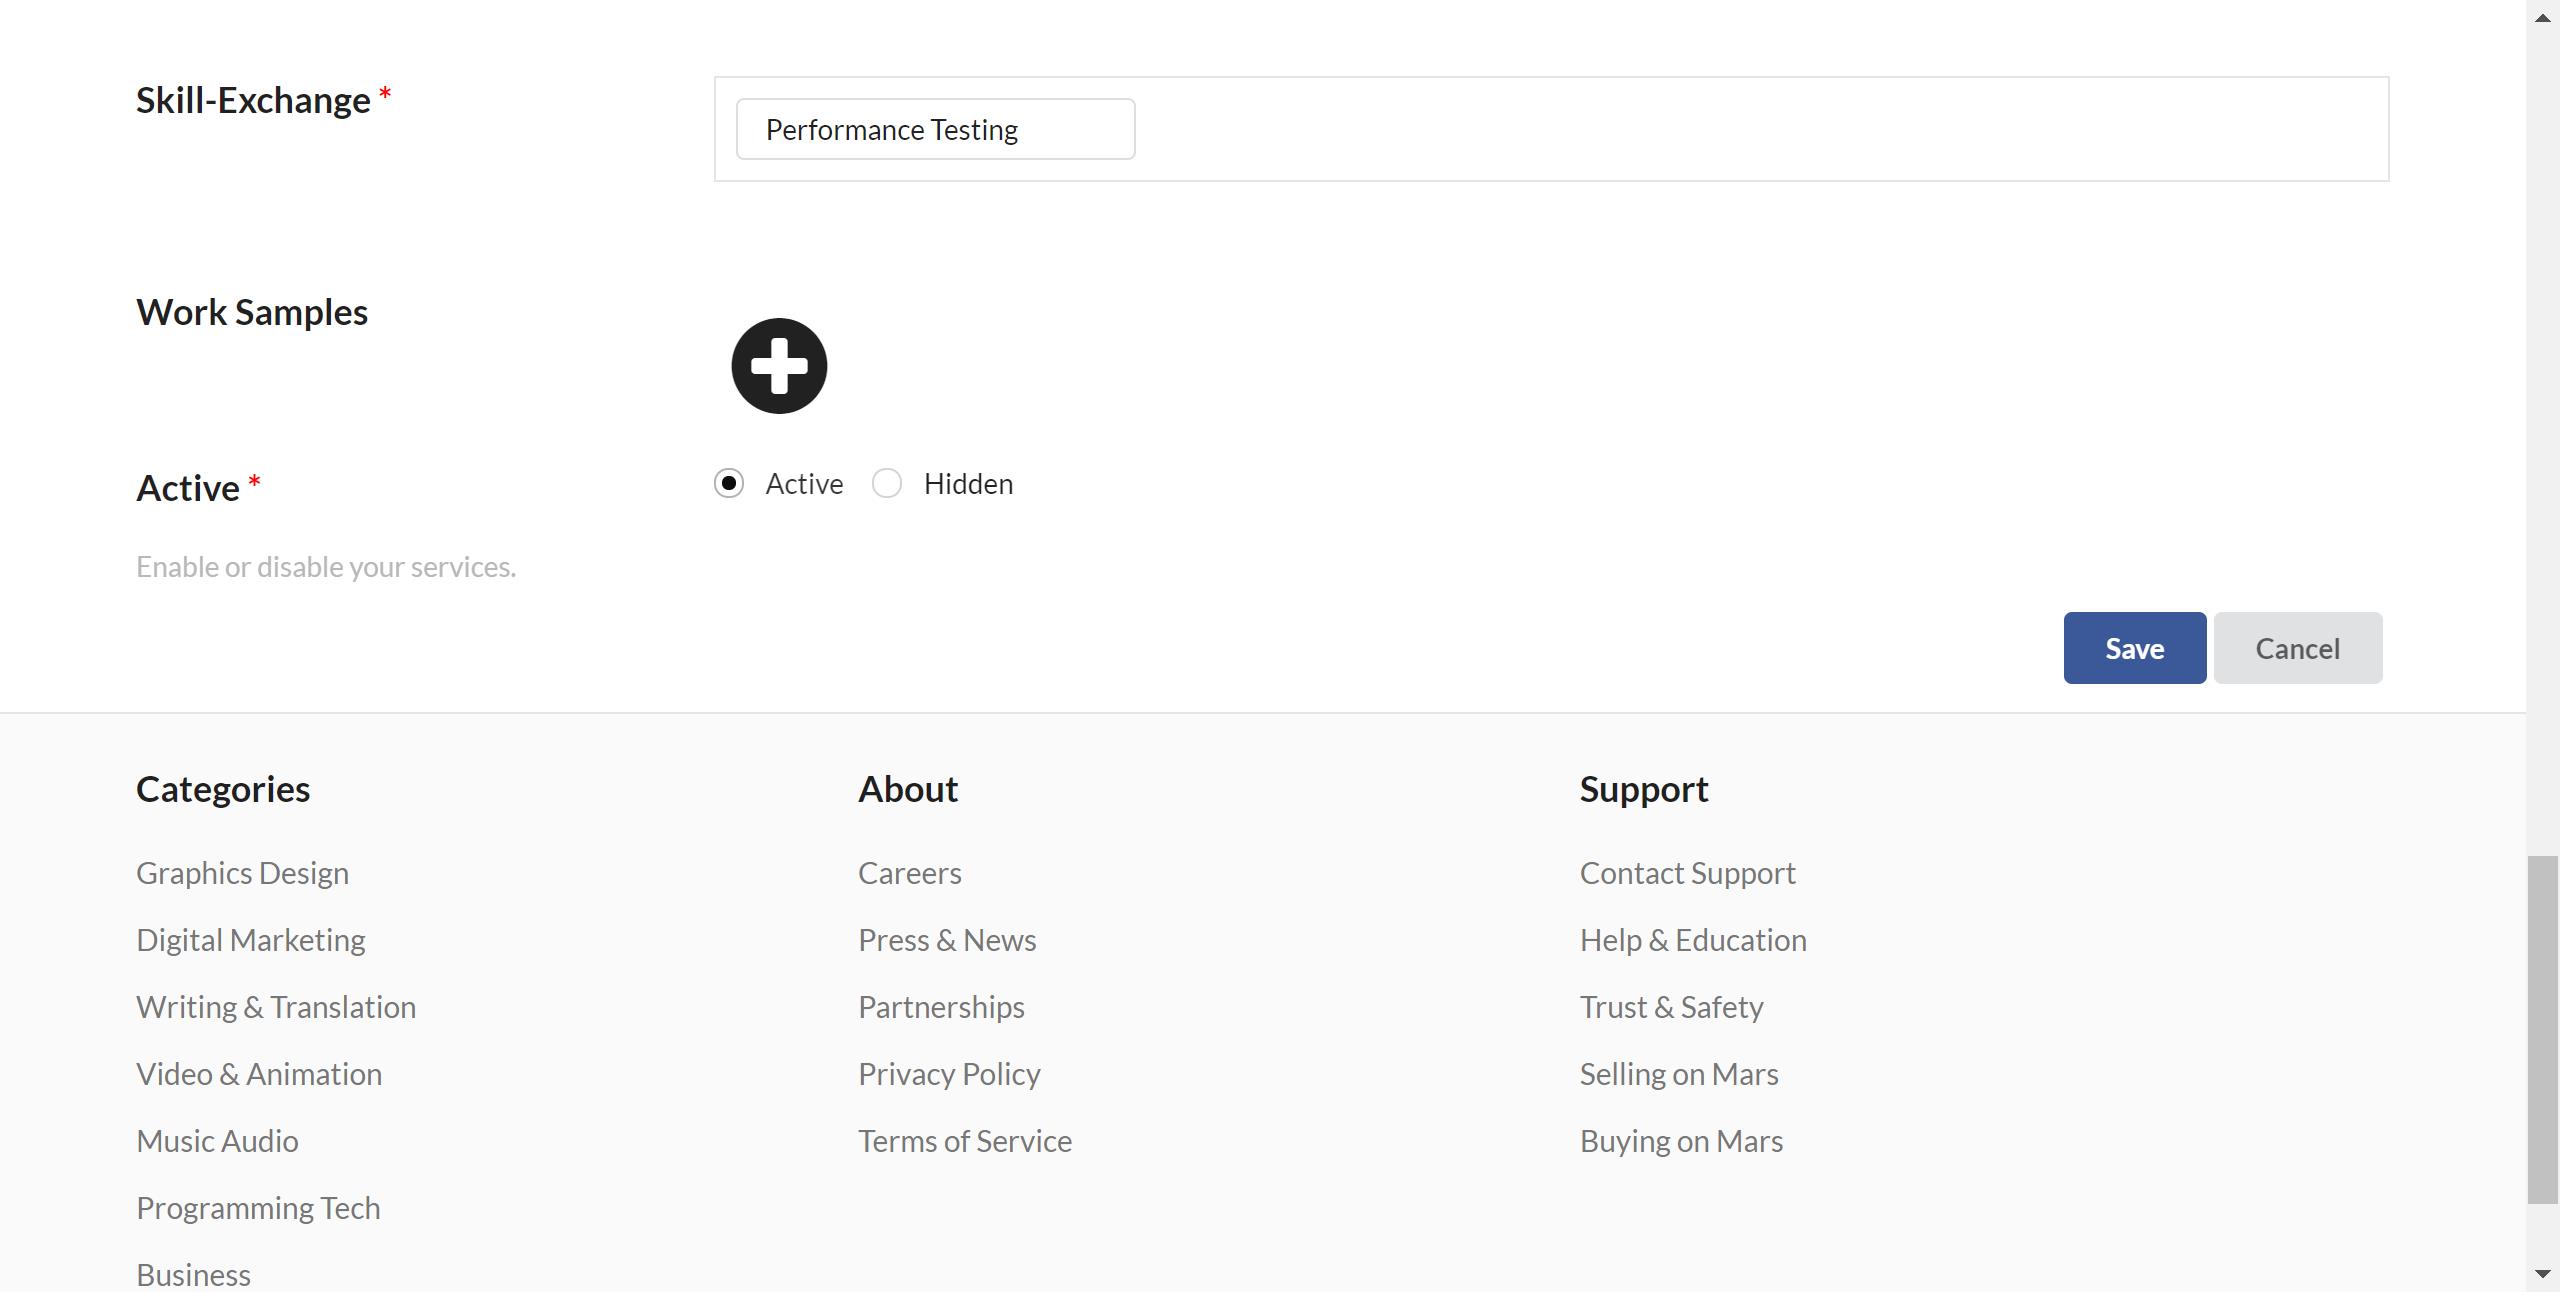 Skill-Exchange *
Performance Testing
Work Samples
Active *
Active
Hidden
Enable or disable your services.
Save
Cancel
Categories
Graphics Design
Digital Marketing
Writing & Translation
Video & Animation
Music Audio
Programming Tech
Business
About
Careers
Press & News
Partnerships
Privacy Policy
Terms of Service
Support
Contact Support
Help & Education
Trust & Safety
Selling on Mars
Buying on Mars